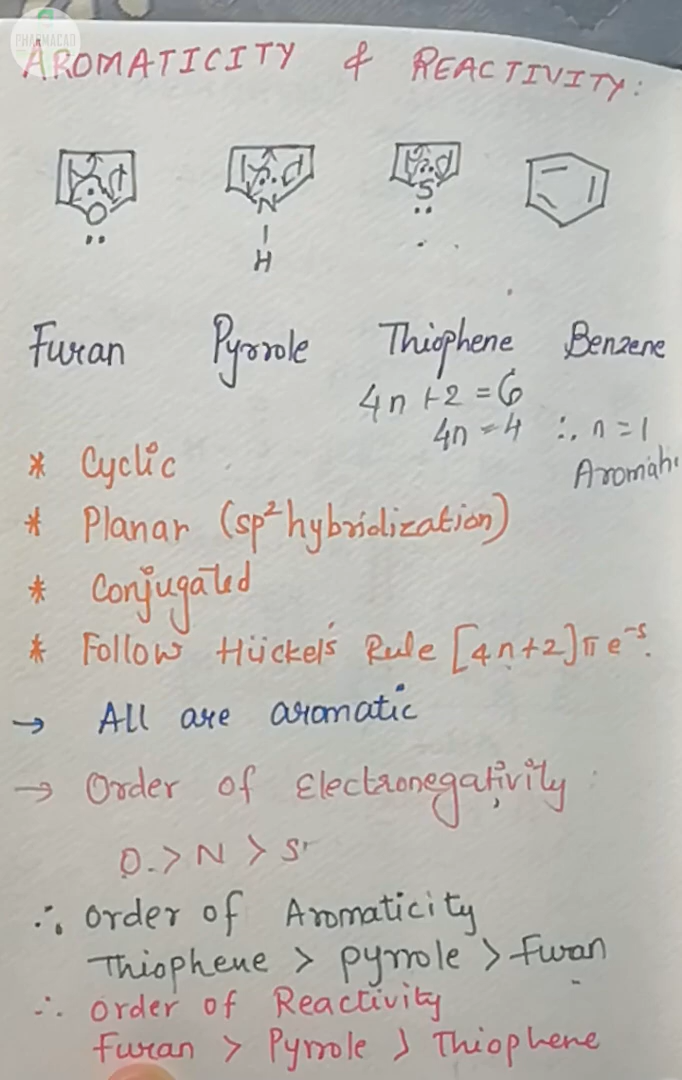 PHARMACAD
AROMATICITY & REACTIVITY:
O N S
H
Furan Pyrrole Thiophene Benzene
4n + 2 = 6
4n = 4 ∴ n = 1
* Cyclic
* Planar (sp² hybridization)
* Conjugated
* Follow Hückel's Rule [4n+2] π e⁻ˢ.
→ All are aromatic
→ Order of Electronegativity
O > N > S
∴ order of Aromaticity
Thiophene > pyrrole > Furan
∴ order of Reactivity
Furan > Pyrrole > Thiophene